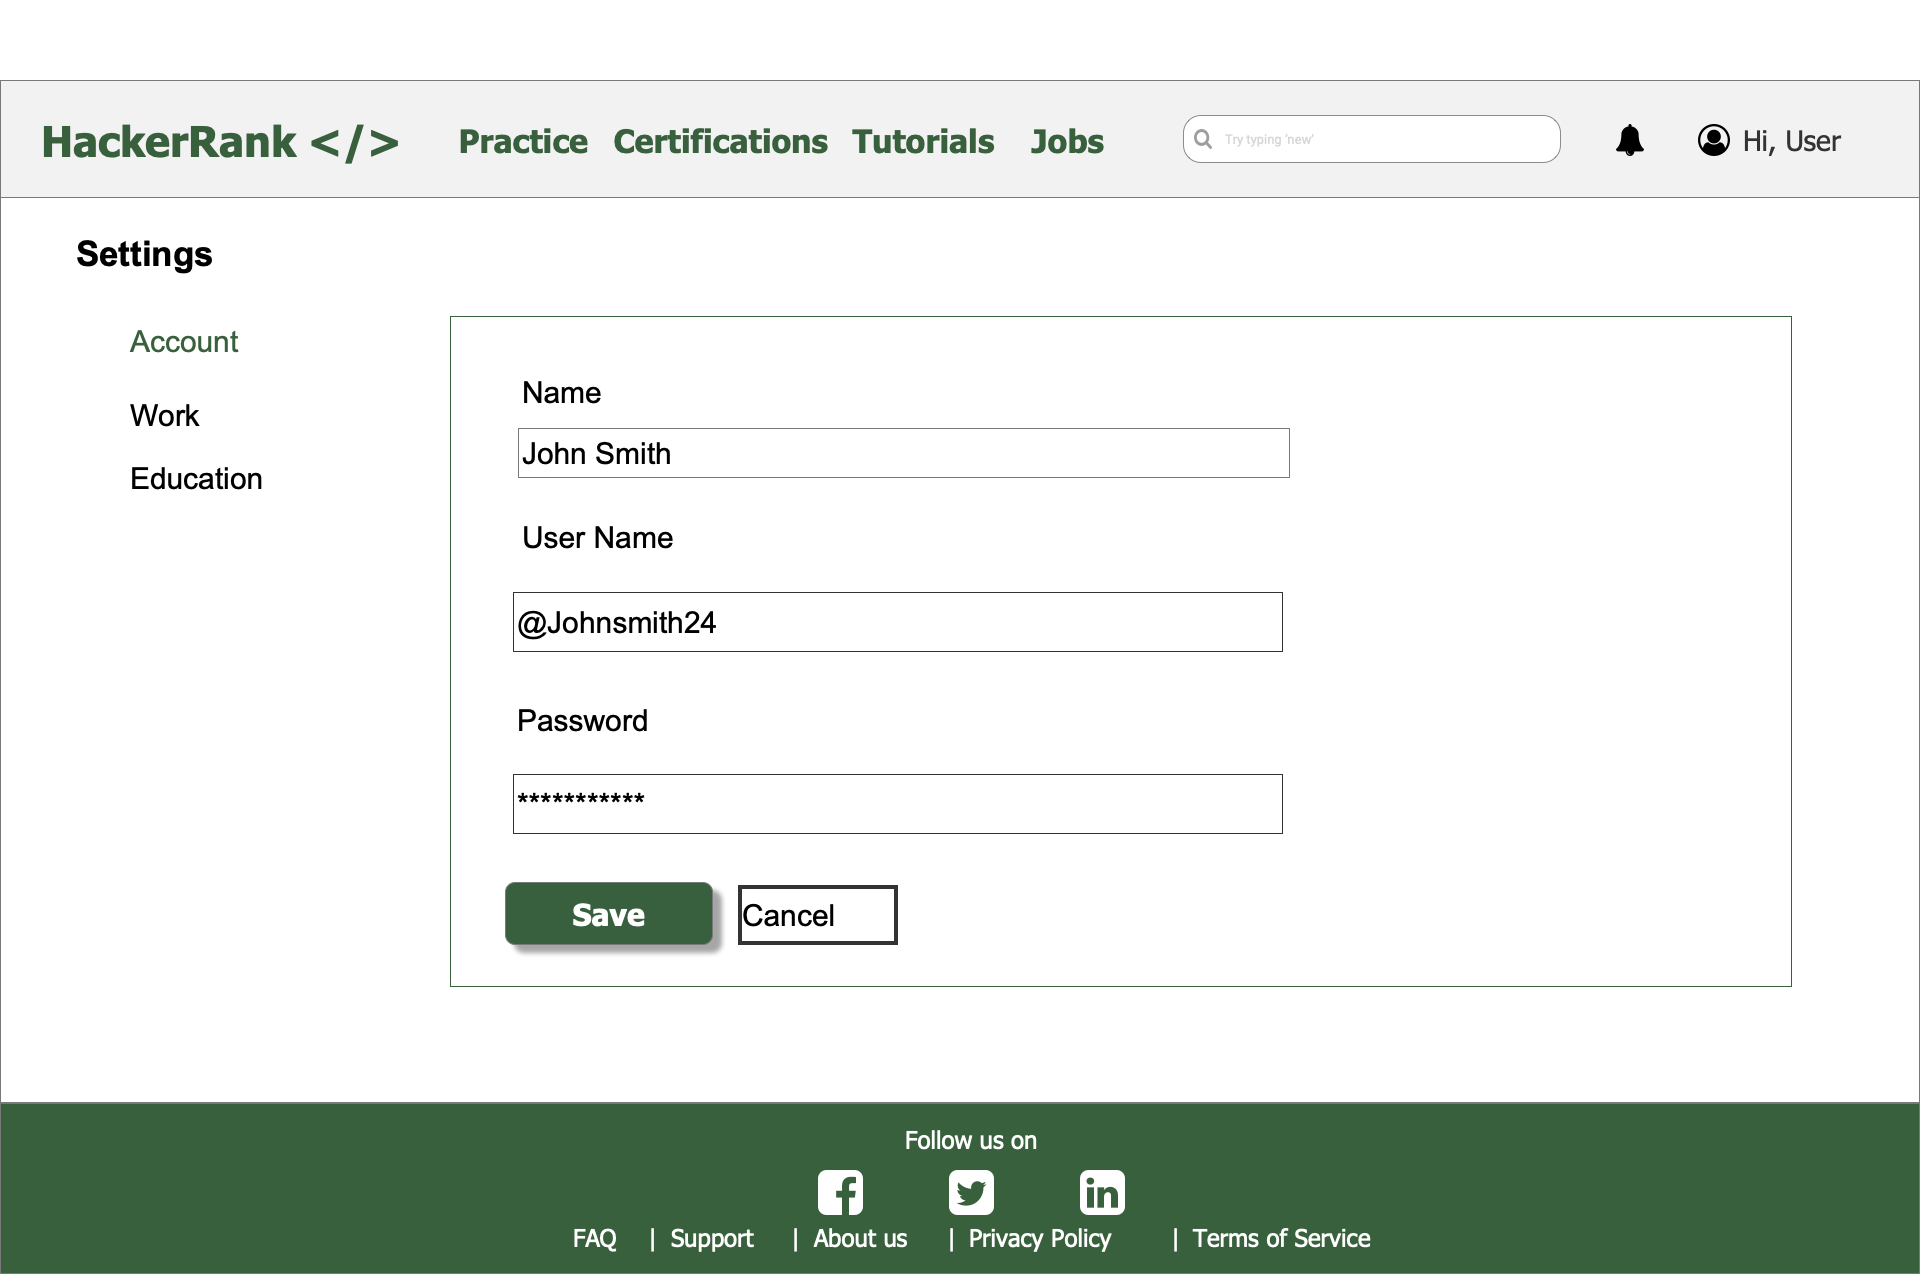 HackerRank </> Practice Certifications Tutorials Jobs Try typing 'new' Hi, User
Settings
Account
Work
Education
Name
John Smith
User Name
@Johnsmith24
Password
***********
Save Cancel
Follow us on
FAQ | Support | About us | Privacy Policy | Terms of Service